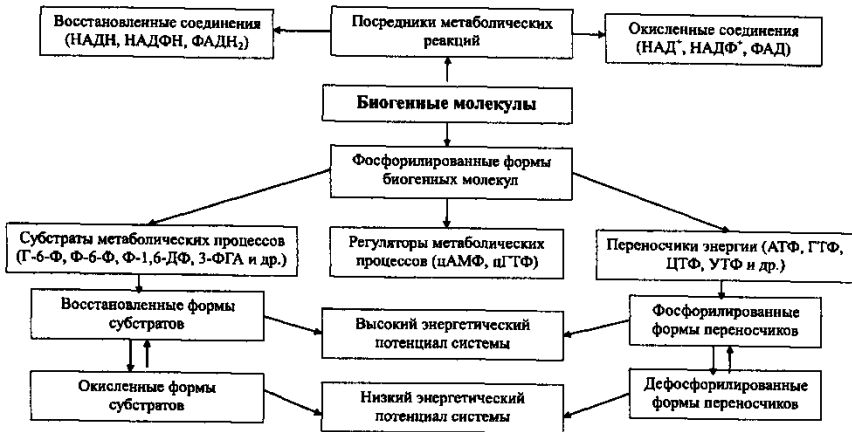 Восстановленные соединения
(НАДН, НАДФН, ФАДН₂)
Посредники метаболических
реакций
Окисленные соединения
(НАД⁺, НАДФ⁺, ФАД)
Биогенные молекулы
Фосфорилированные формы
биогенных молекул
Субстраты метаболических процессов
(Г-6-Ф, Ф-6-Ф, Ф-1,6-ДФ, 3-ФГА и др.)
Регуляторы метаболических
процессов (цАМФ, цГТФ)
Переносчики энергии (АТФ, ГТФ,
ЦТФ, УТФ и др.)
Восстановленные формы
субстратов
Высокий энергетический
потенциал системы
Фосфорилированные
формы переносчиков
Окисленные формы
субстратов
Низкий энергетический
потенциал системы
Дефосфорилированные
формы переносчиков